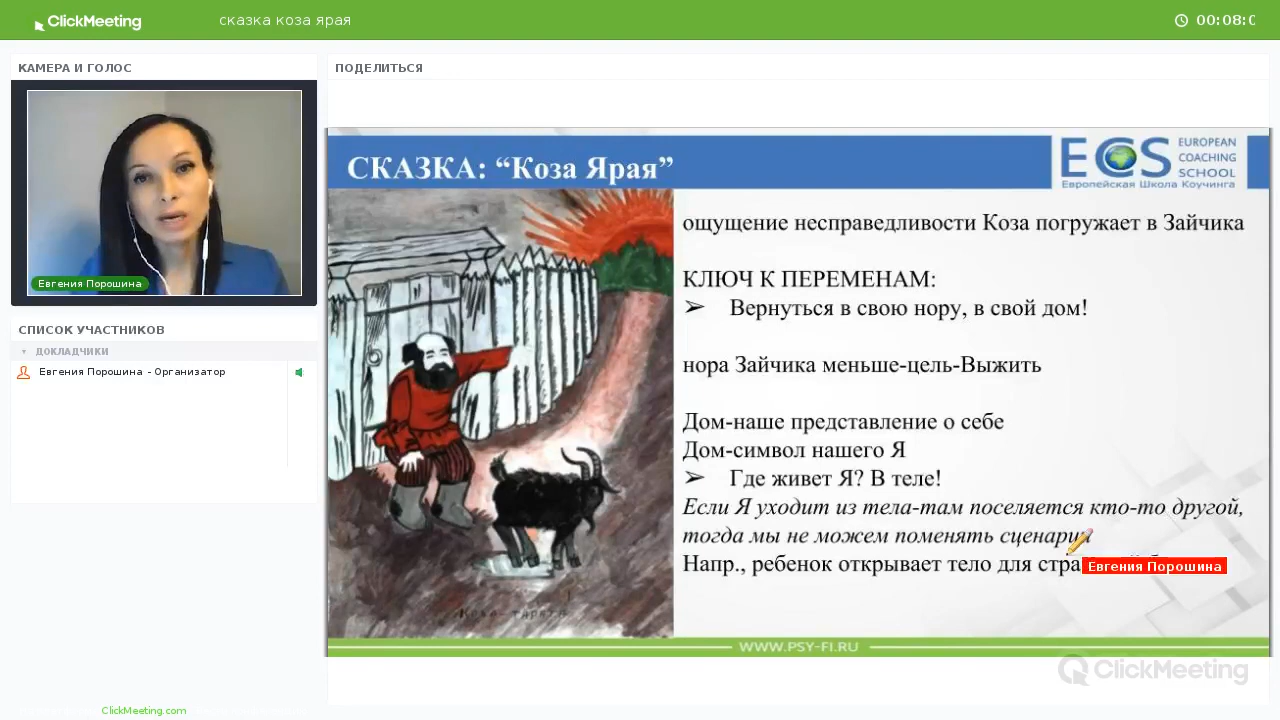 ClickMeeting
сказка коза ярая
00:08:0
КАМЕРА И ГОЛОС
ПОДЕЛИТЬСЯ
Евгения Порошина
СПИСОК УЧАСТНИКОВ
ДОКЛАДЧИКИ
Евгения Порошина - Организатор
СКАЗКА: “Коза Ярая”
ECS EUROPEAN COACHING SCHOOL
Европейская Школа Коучинга
ощущение несправедливости Коза погружает в Зайчика
КЛЮЧ К ПЕРЕМЕНАМ:
➢ Вернуться в свою нору, в свой дом!
нора Зайчика меньше-цель-Выжить
Дом-наше представление о себе
Дом-символ нашего Я
➢ Где живет Я? В теле!
Если Я уходит из тела-там поселяется кто-то другой,
тогда мы не можем поменять сценарии
Напр., ребенок открывает тело для
Евгения Порошина
WWW.PSY-FI.RU
ClickMeeting
ClickMeeting.com